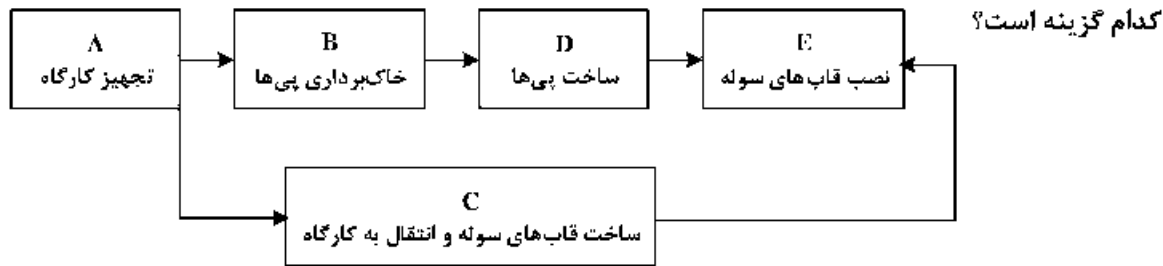 کدام گزینه است؟
A
تجهیز کارگاه
B
خاک‌برداری پی‌ها
D
ساخت پی‌ها
E
نصب قاب‌های سوله
C
ساخت قاب‌های سوله و انتقال به کارگاه